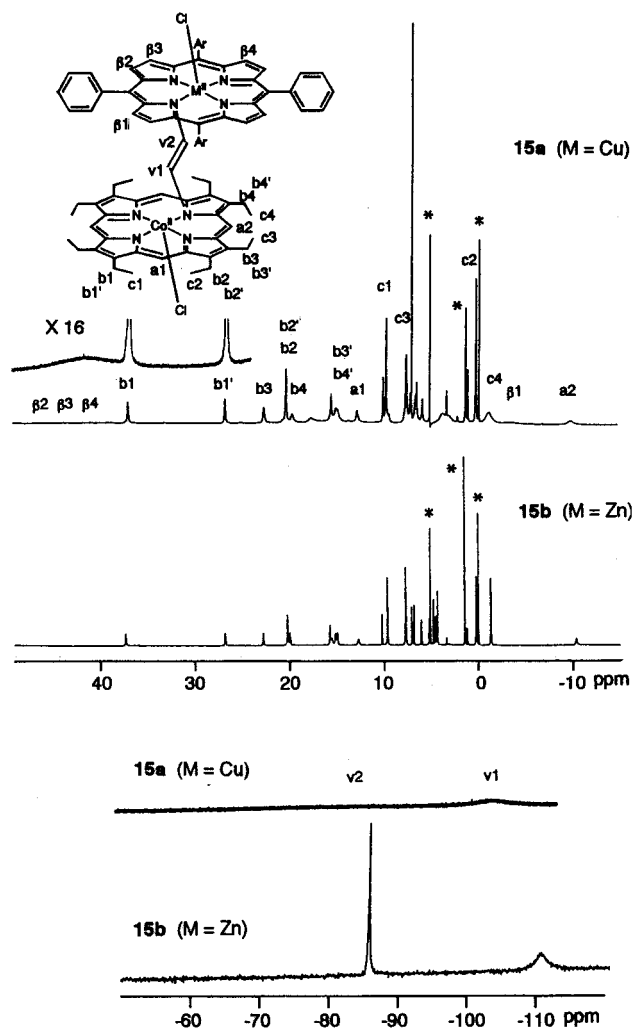 Cl
Ar
β2 β3 β4
N N
M^II
N N
β1 Ar
v2
v1
b4'
b4
c4
N N
Co^II a2
N N c3
b3
b1 c1 a1 c2 b2 b3'
b1' b2'
Cl
X 16
15a (M = Cu)
* *
c2
c1
b2'
b2 c3
b3' *
b4' c4
β2 β3 β4 b1 b1' b3 b4 a1 β1 a2
15b (M = Zn)
* * *
40 30 20 10 0 -10 ppm
15a (M = Cu) v2 v1
15b (M = Zn)
-60 -70 -80 -90 -100 -110 ppm